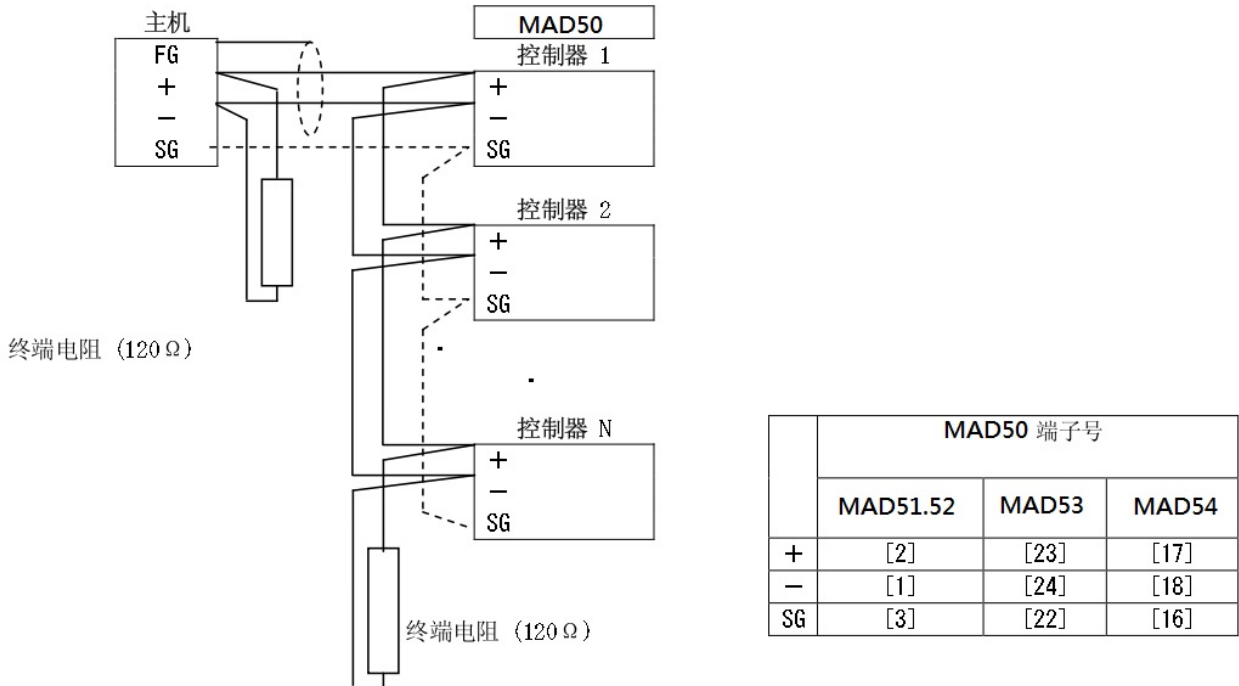 主机
FG
+
−
SG
MAD50
控制器 1
+
−
SG
控制器 2
+
−
SG
控制器 N
+
−
SG
终端电阻 (120Ω)
终端电阻 (120Ω)
MAD50 端子号
MAD51.52 MAD53 MAD54
+ [2] [23] [17]
− [1] [24] [18]
SG [3] [22] [16]